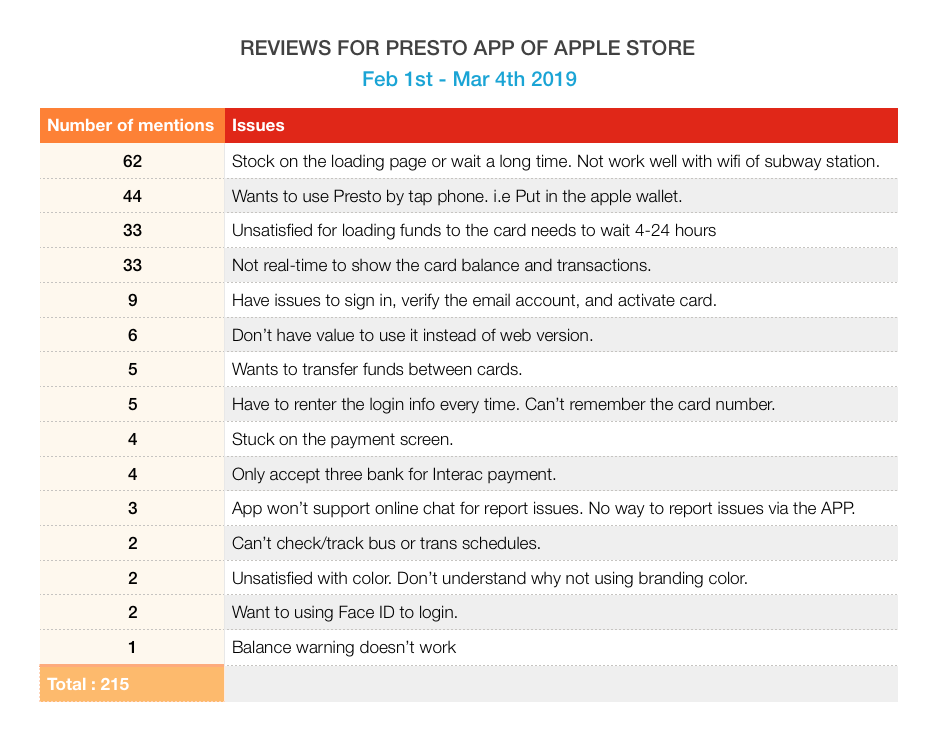 REVIEWS FOR PRESTO APP OF APPLE STORE
Feb 1st - Mar 4th 2019
Number of mentions Issues
62 Stock on the loading page or wait a long time. Not work well with wifi of subway station.
44 Wants to use Presto by tap phone. i.e Put in the apple wallet.
33 Unsatisfied for loading funds to the card needs to wait 4-24 hours
33 Not real-time to show the card balance and transactions.
9 Have issues to sign in, verify the email account, and activate card.
6 Don’t have value to use it instead of web version.
5 Wants to transfer funds between cards.
5 Have to renter the login info every time. Can’t remember the card number.
4 Stuck on the payment screen.
4 Only accept three bank for Interac payment.
3 App won’t support online chat for report issues. No way to report issues via the APP.
2 Can’t check/track bus or trans schedules.
2 Unsatisfied with color. Don’t understand why not using branding color.
2 Want to using Face ID to login.
1 Balance warning doesn’t work
Total : 215